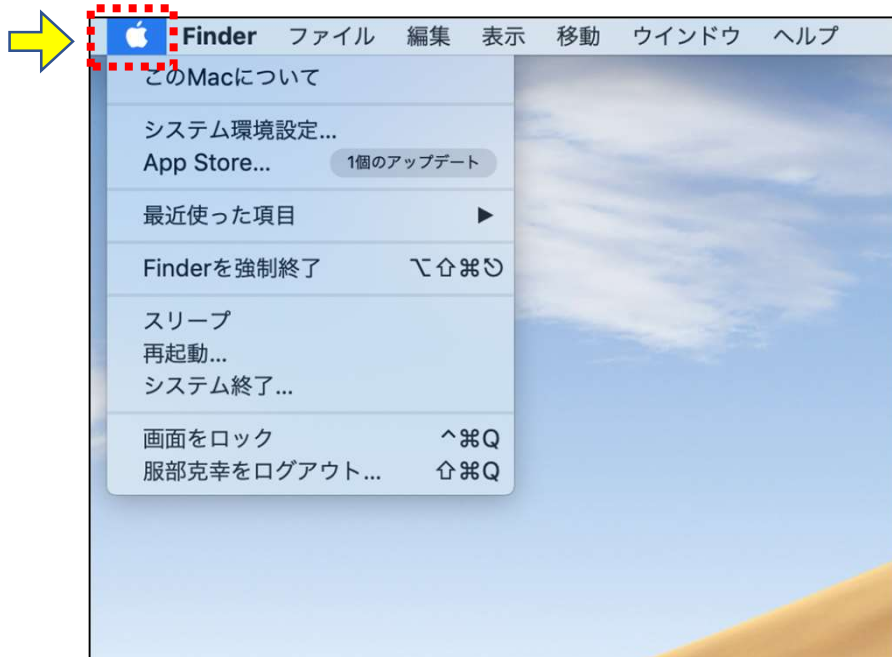 Finder ファイル 編集 表示 移動 ウインドウ ヘルプ
このMacについて
システム環境設定...
App Store... 1個のアップデート
最近使った項目 ▶
Finderを強制終了 ⌥⇧⌘⎋
スリープ
再起動...
システム終了...
画面をロック ^⌘Q
服部克幸をログアウト... ⇧⌘Q